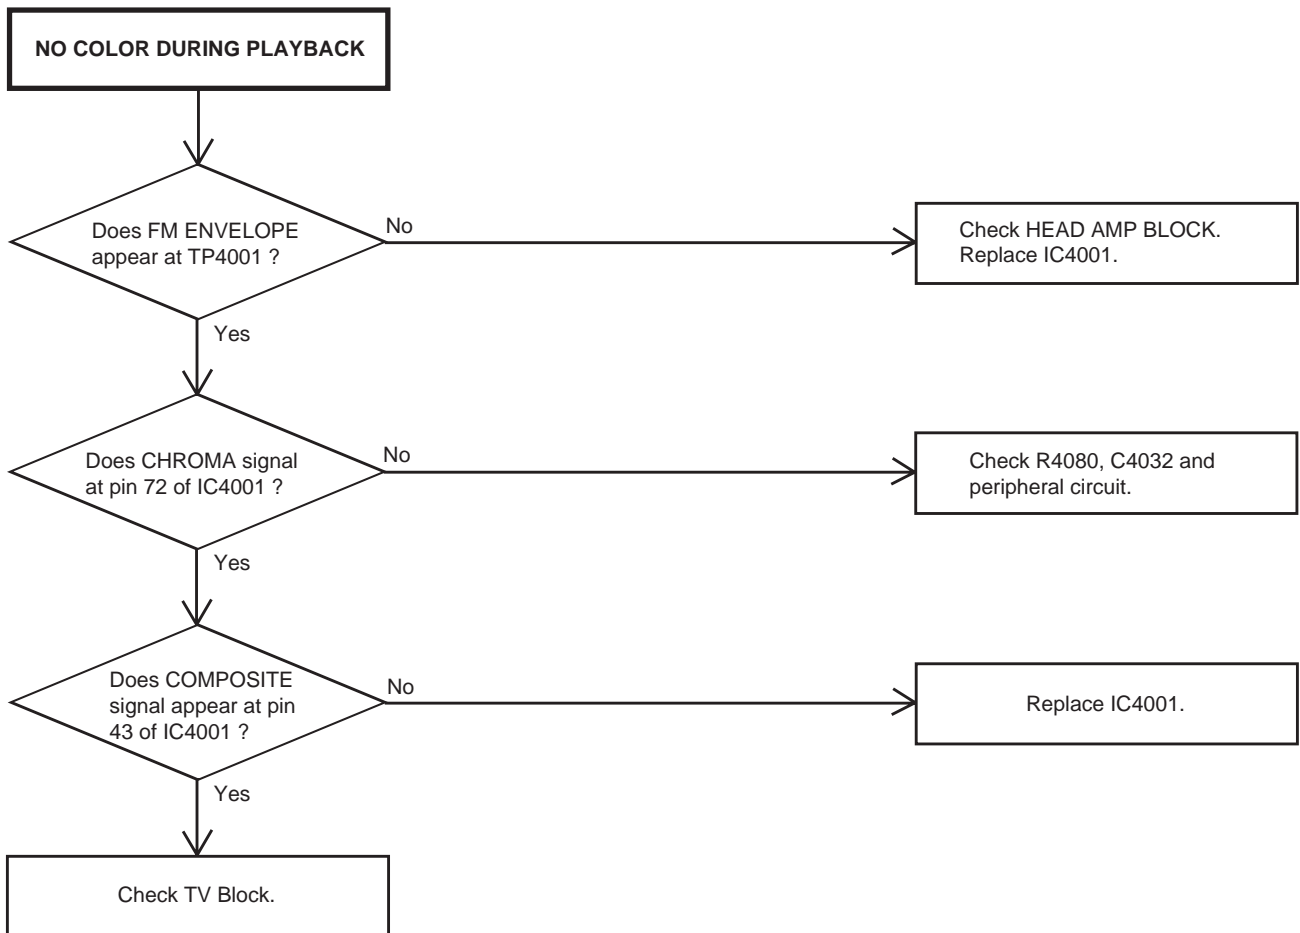 NO COLOR DURING PLAYBACK
Does FM ENVELOPE
appear at TP4001 ?
No
Check HEAD AMP BLOCK.
Replace IC4001.
Yes
Does CHROMA signal
at pin 72 of IC4001 ?
No
Check R4080, C4032 and
peripheral circuit.
Yes
Does COMPOSITE
signal appear at pin
43 of IC4001 ?
No
Replace IC4001.
Yes
Check TV Block.